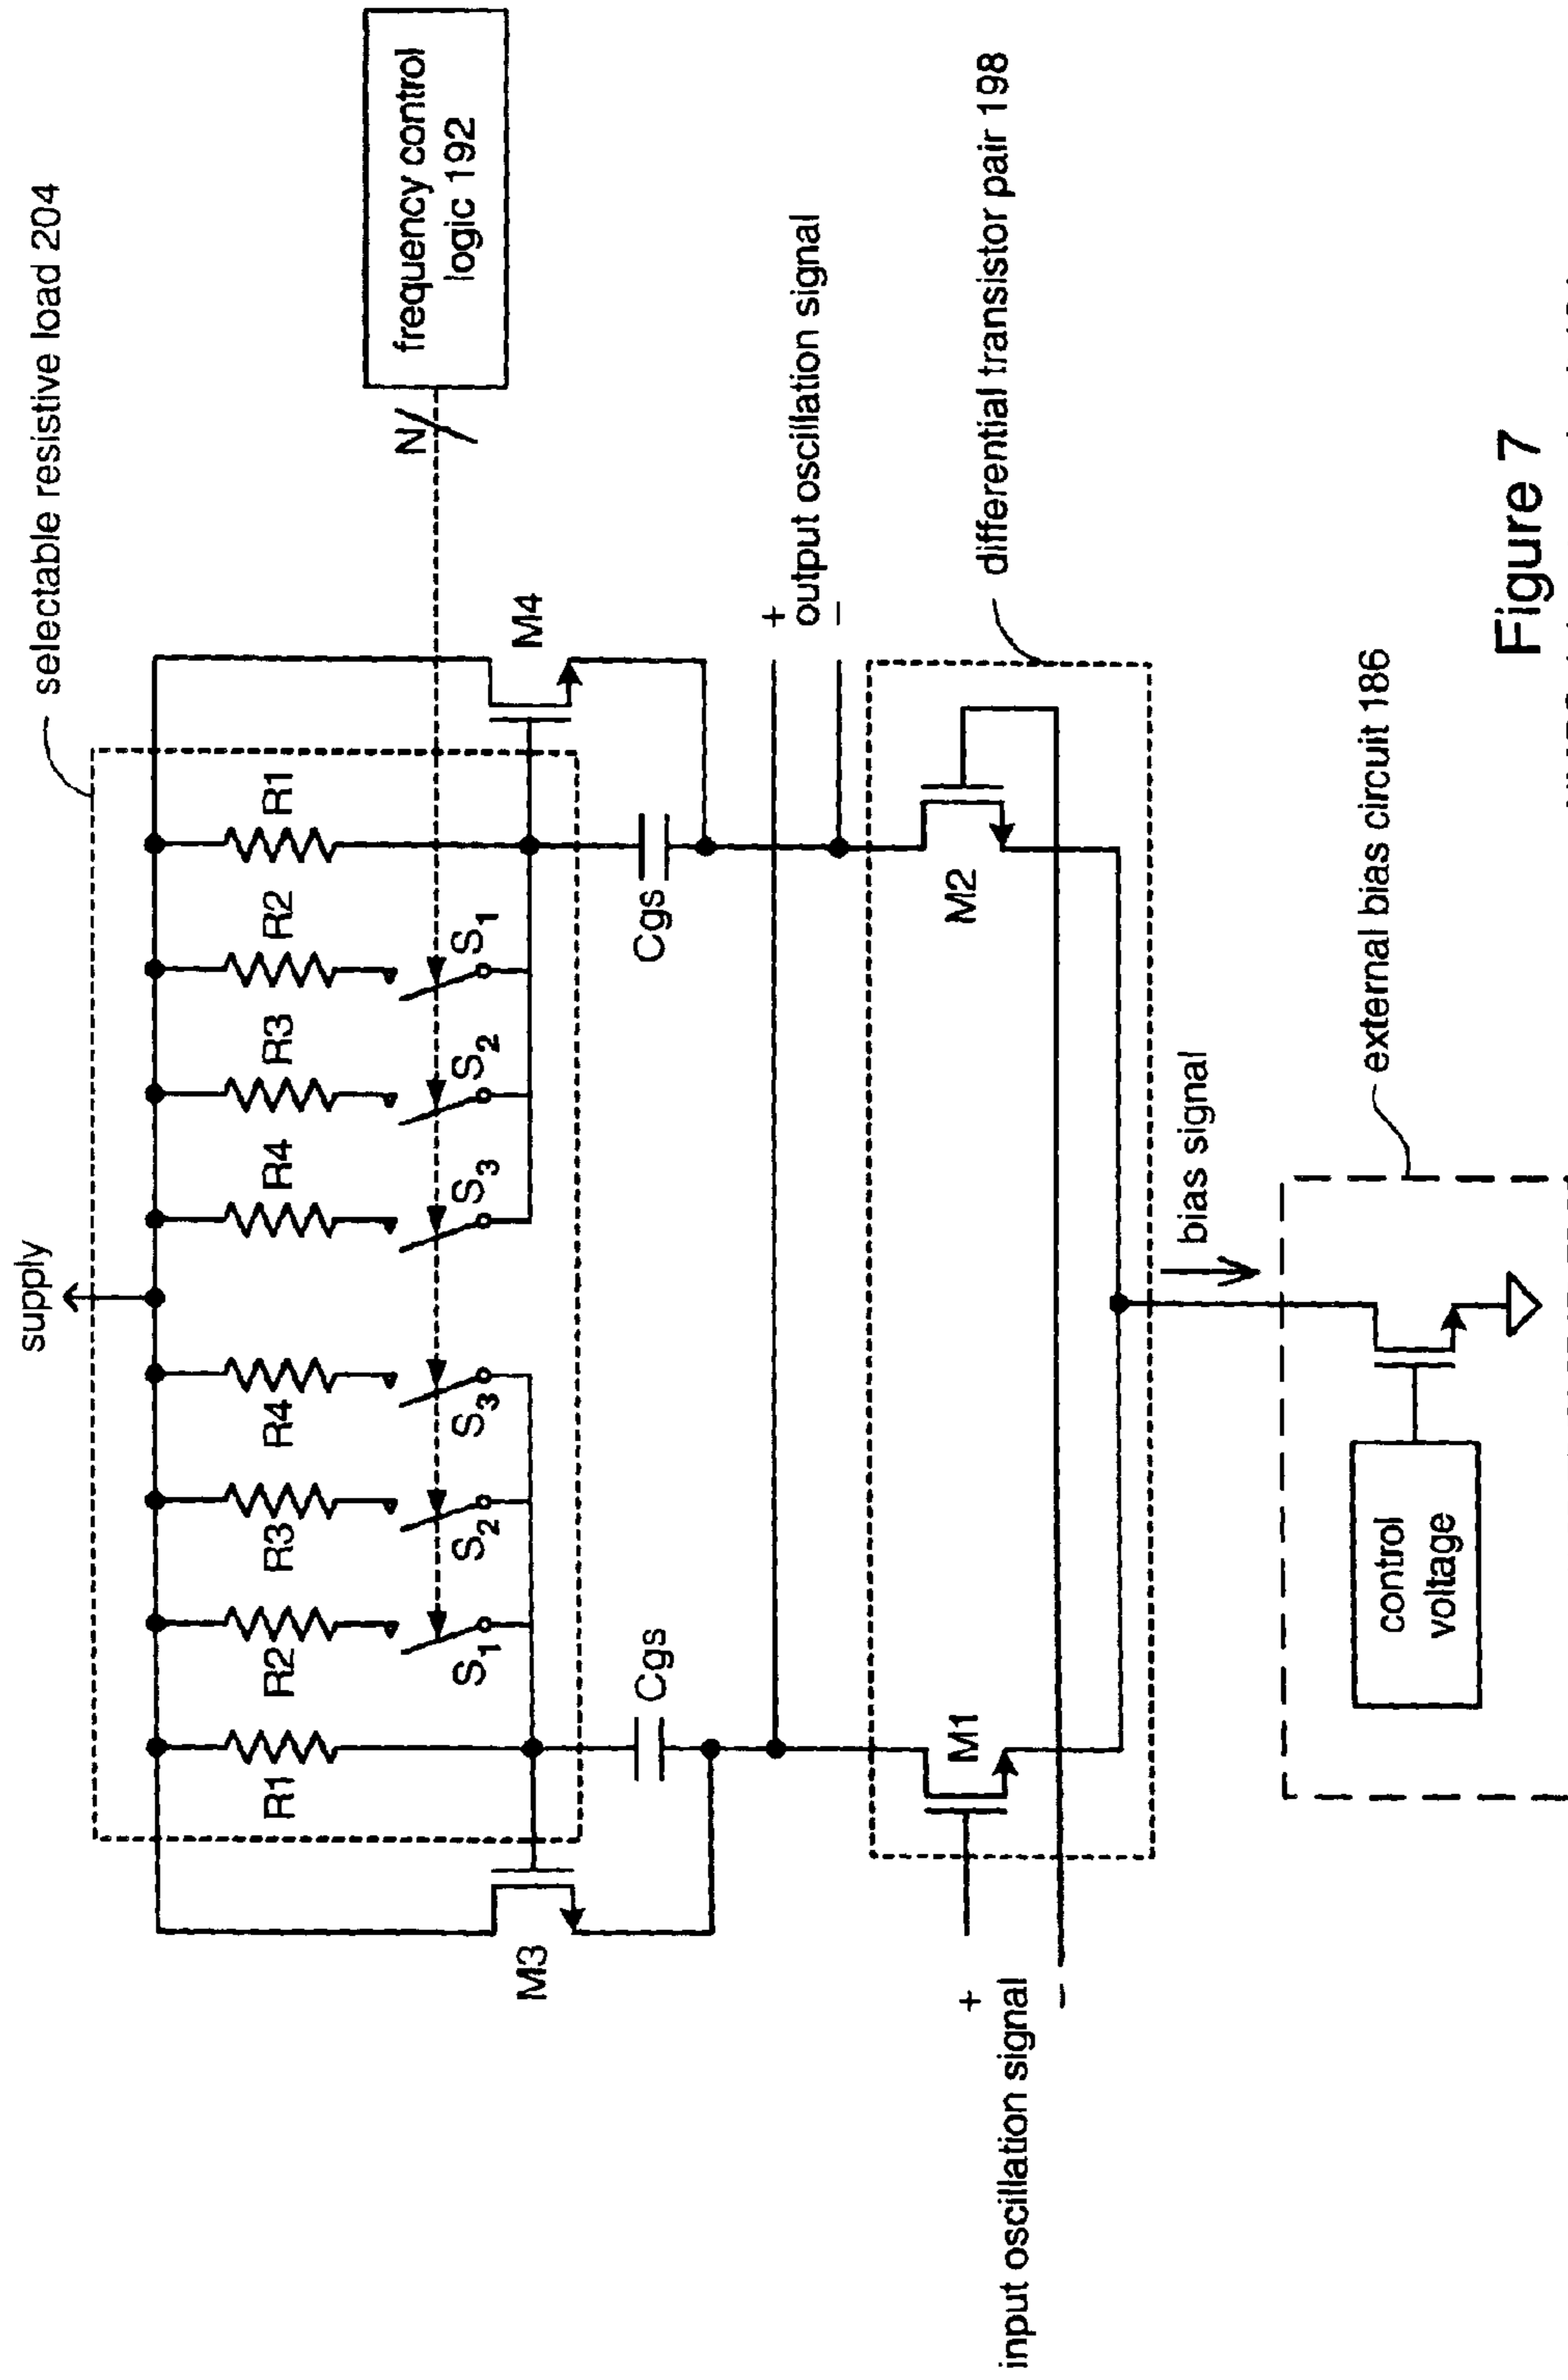 supply
selectable resistive load 204
R1
R2
R3
R4
R4
R3
R2
R1
S1
S2
S3
S3
S2
S1
N
frequency control
logic 192
M3
M4
Cgs
Cgs
+
output oscillation signal
–
input oscillation signal
+
–
M1
M2
differential transistor pair 198
bias signal
external bias circuit 186
control
voltage
Figure 7